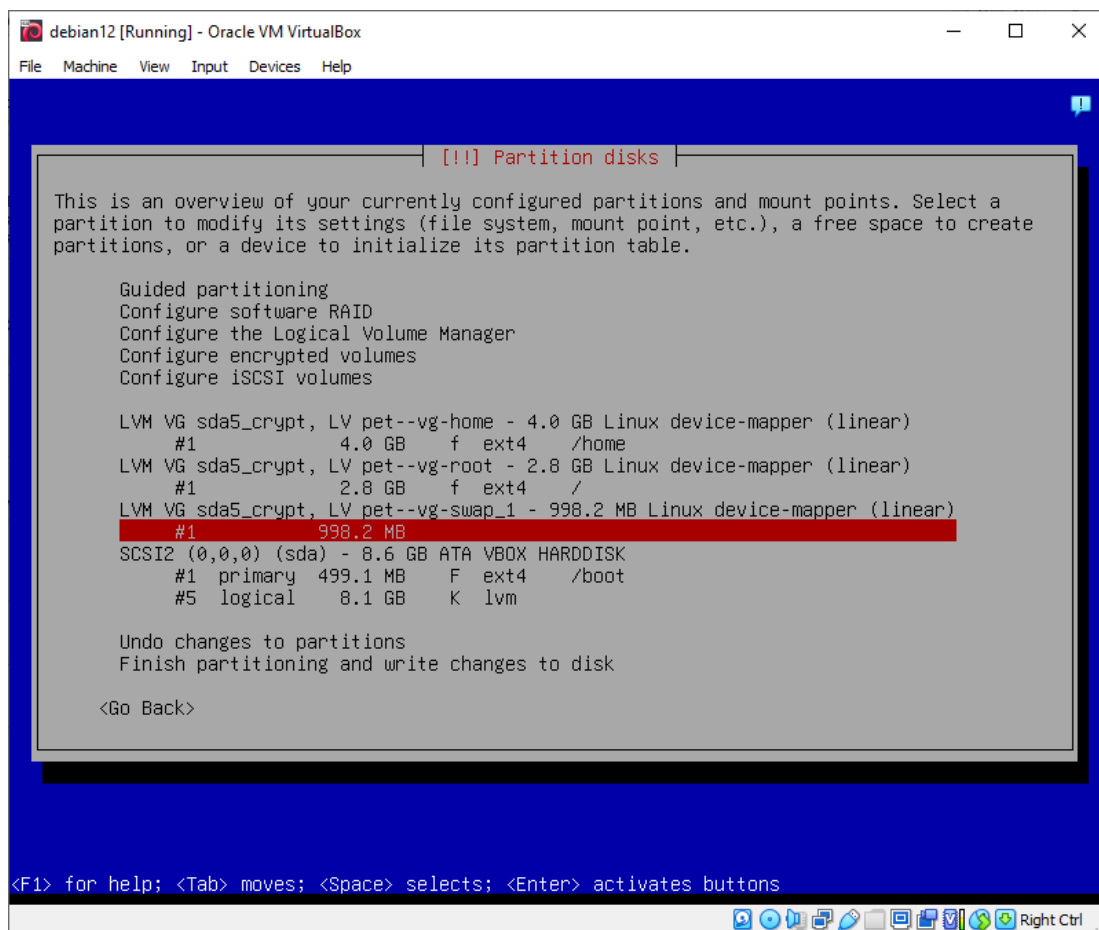 debian12 [Running] - Oracle VM VirtualBox
File Machine View Input Devices Help
[!!] Partition disks
This is an overview of your currently configured partitions and mount points. Select a
partition to modify its settings (file system, mount point, etc.), a free space to create
partitions, or a device to initialize its partition table.
Guided partitioning
Configure software RAID
Configure the Logical Volume Manager
Configure encrypted volumes
Configure iSCSI volumes
LVM VG sda5_crypt, LV pet--vg-home - 4.0 GB Linux device-mapper (linear)
#1 4.0 GB f ext4 /home
LVM VG sda5_crypt, LV pet--vg-root - 2.8 GB Linux device-mapper (linear)
#1 2.8 GB f ext4 /
LVM VG sda5_crypt, LV pet--vg-swap_1 - 998.2 MB Linux device-mapper (linear)
#1 998.2 MB
SCSI2 (0,0,0) (sda) - 8.6 GB ATA VBOX HARDDISK
#1 primary 499.1 MB F ext4 /boot
#5 logical 8.1 GB K lvm
Undo changes to partitions
Finish partitioning and write changes to disk
<Go Back>
<F1> for help; <Tab> moves; <Space> selects; <Enter> activates buttons
Right Ctrl